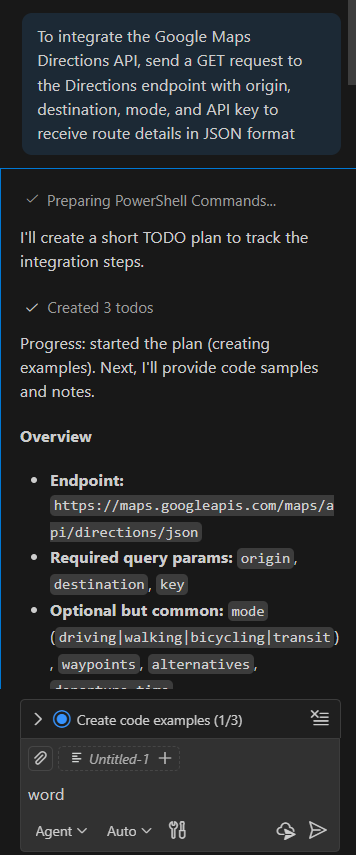 To integrate the Google Maps
Directions API, send a GET request to
the Directions endpoint with origin,
destination, mode, and API key to
receive route details in JSON format
Preparing PowerShell Commands...
I'll create a short TODO plan to track the
integration steps.
Created 3 todos
Progress: started the plan (creating
examples). Next, I'll provide code samples
and notes.
Overview
• Endpoint:
https://maps.googleapis.com/maps/a
pi/directions/json
• Required query params: origin,
destination, key
• Optional but common: mode
(driving|walking|bicycling|transit)
, waypoints, alternatives,
departure_time
Create code examples (1/3)
Untitled-1 +
word
Agent Auto